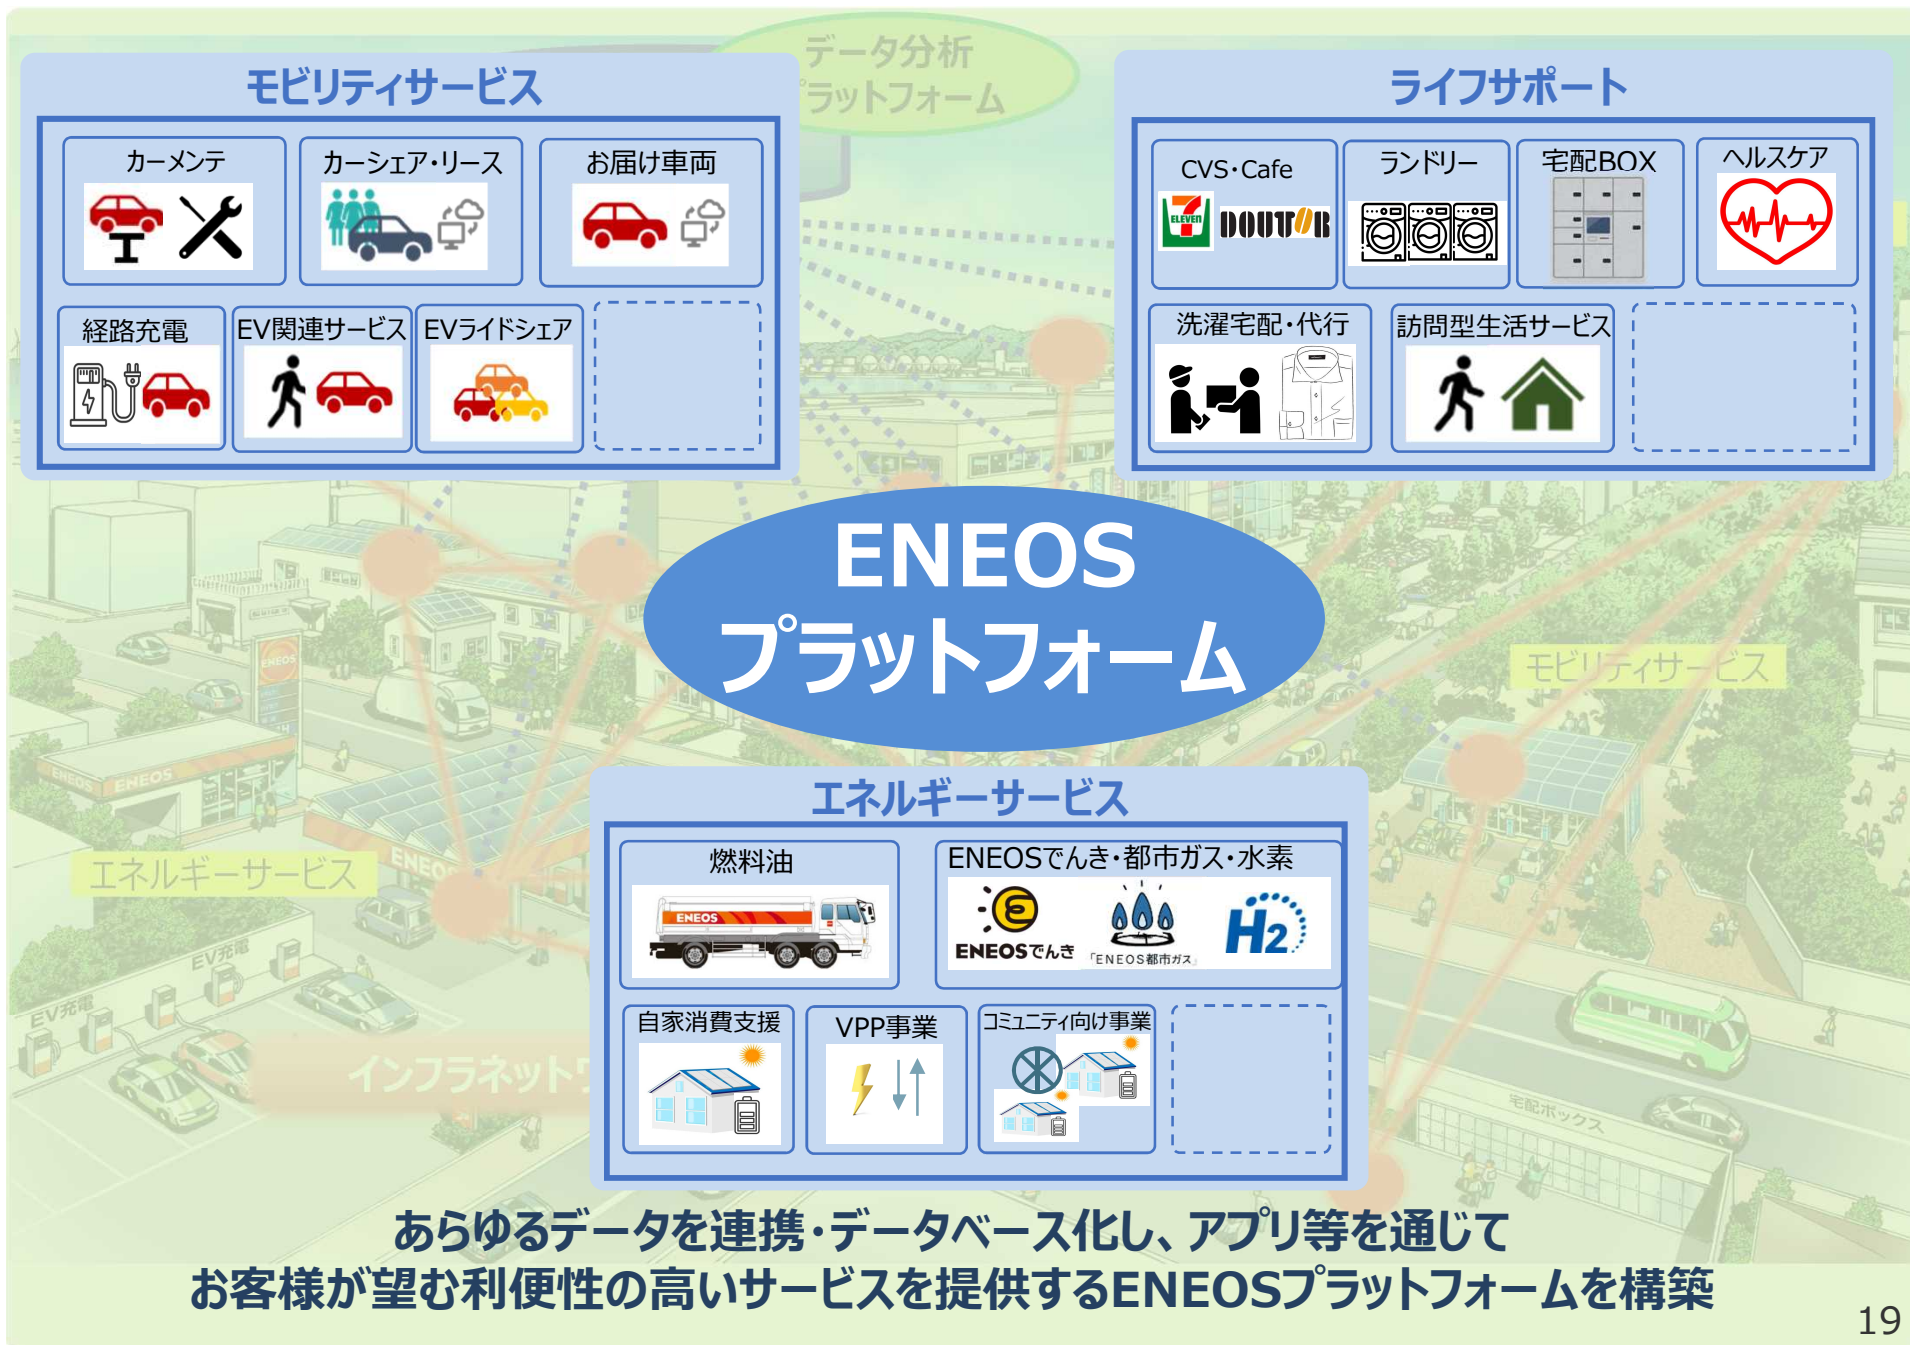 データ分析
ラットフォーム
モビリティサービス
カーメンテ
カーシェア・リース
お届け車両
経路充電
EV関連サービス
EVライドシェア
ライフサポート
CVS・Cafe
7
ELEVEN
DOUTOR
ランドリー
宅配BOX
ヘルスケア
洗濯宅配・代行
訪問型生活サービス
ENEOS
プラットフォーム
ENEOS
モビリティサービス
ENEOS
ENEOS
ENEOS
エネルギーサービス
EV充電
EV充電
インフラネット
宅配ボックス
エネルギーサービス
燃料油
ENEOS
ENEOSでんき・都市ガス・水素
ENEOSでんき
「ENEOS都市ガス」
H2
自家消費支援
VPP事業
コミュニティ向け事業
あらゆるデータを連携・データベース化し、アプリ等を通じて
お客様が望む利便性の高いサービスを提供するENEOSプラットフォームを構築
19